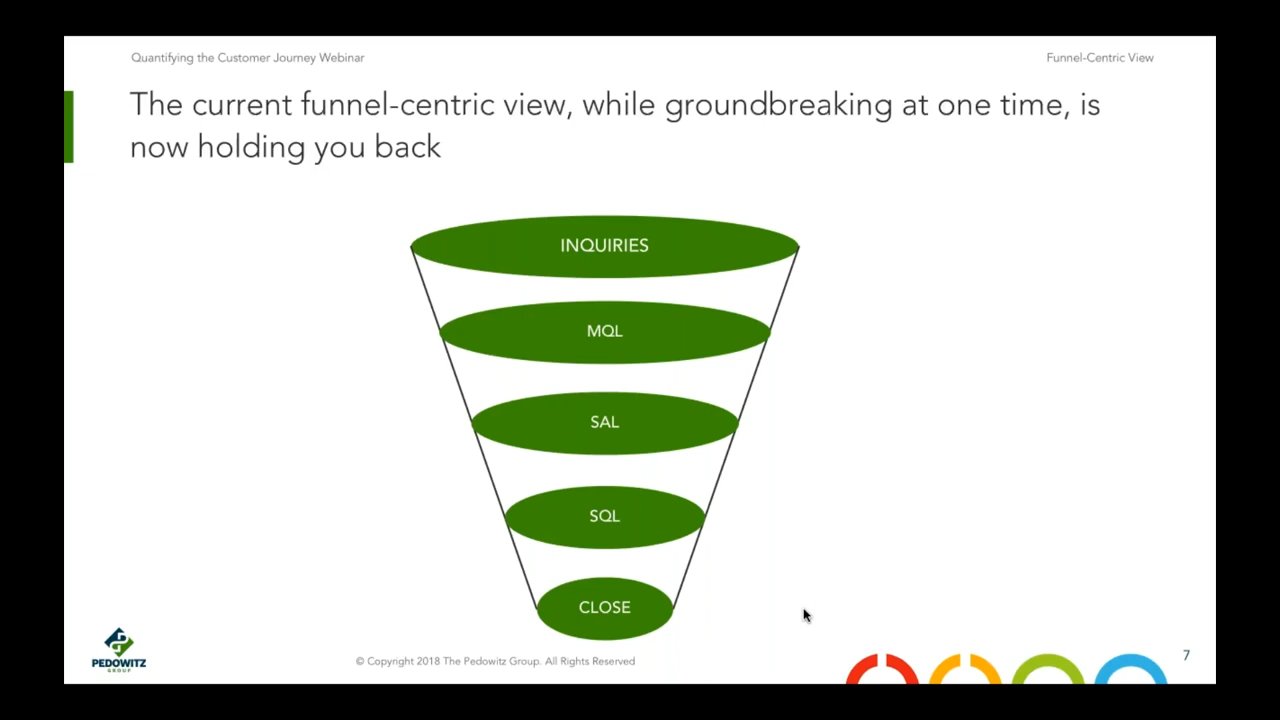 Quantifying the Customer Journey Webinar
Funnel-Centric View
The current funnel-centric view, while groundbreaking at one time, is
now holding you back
INQUIRIES
MQL
SAL
SQL
CLOSE
PEDOWITZ
GROUP
© Copyright 2018 The Pedowitz Group. All Rights Reserved
7